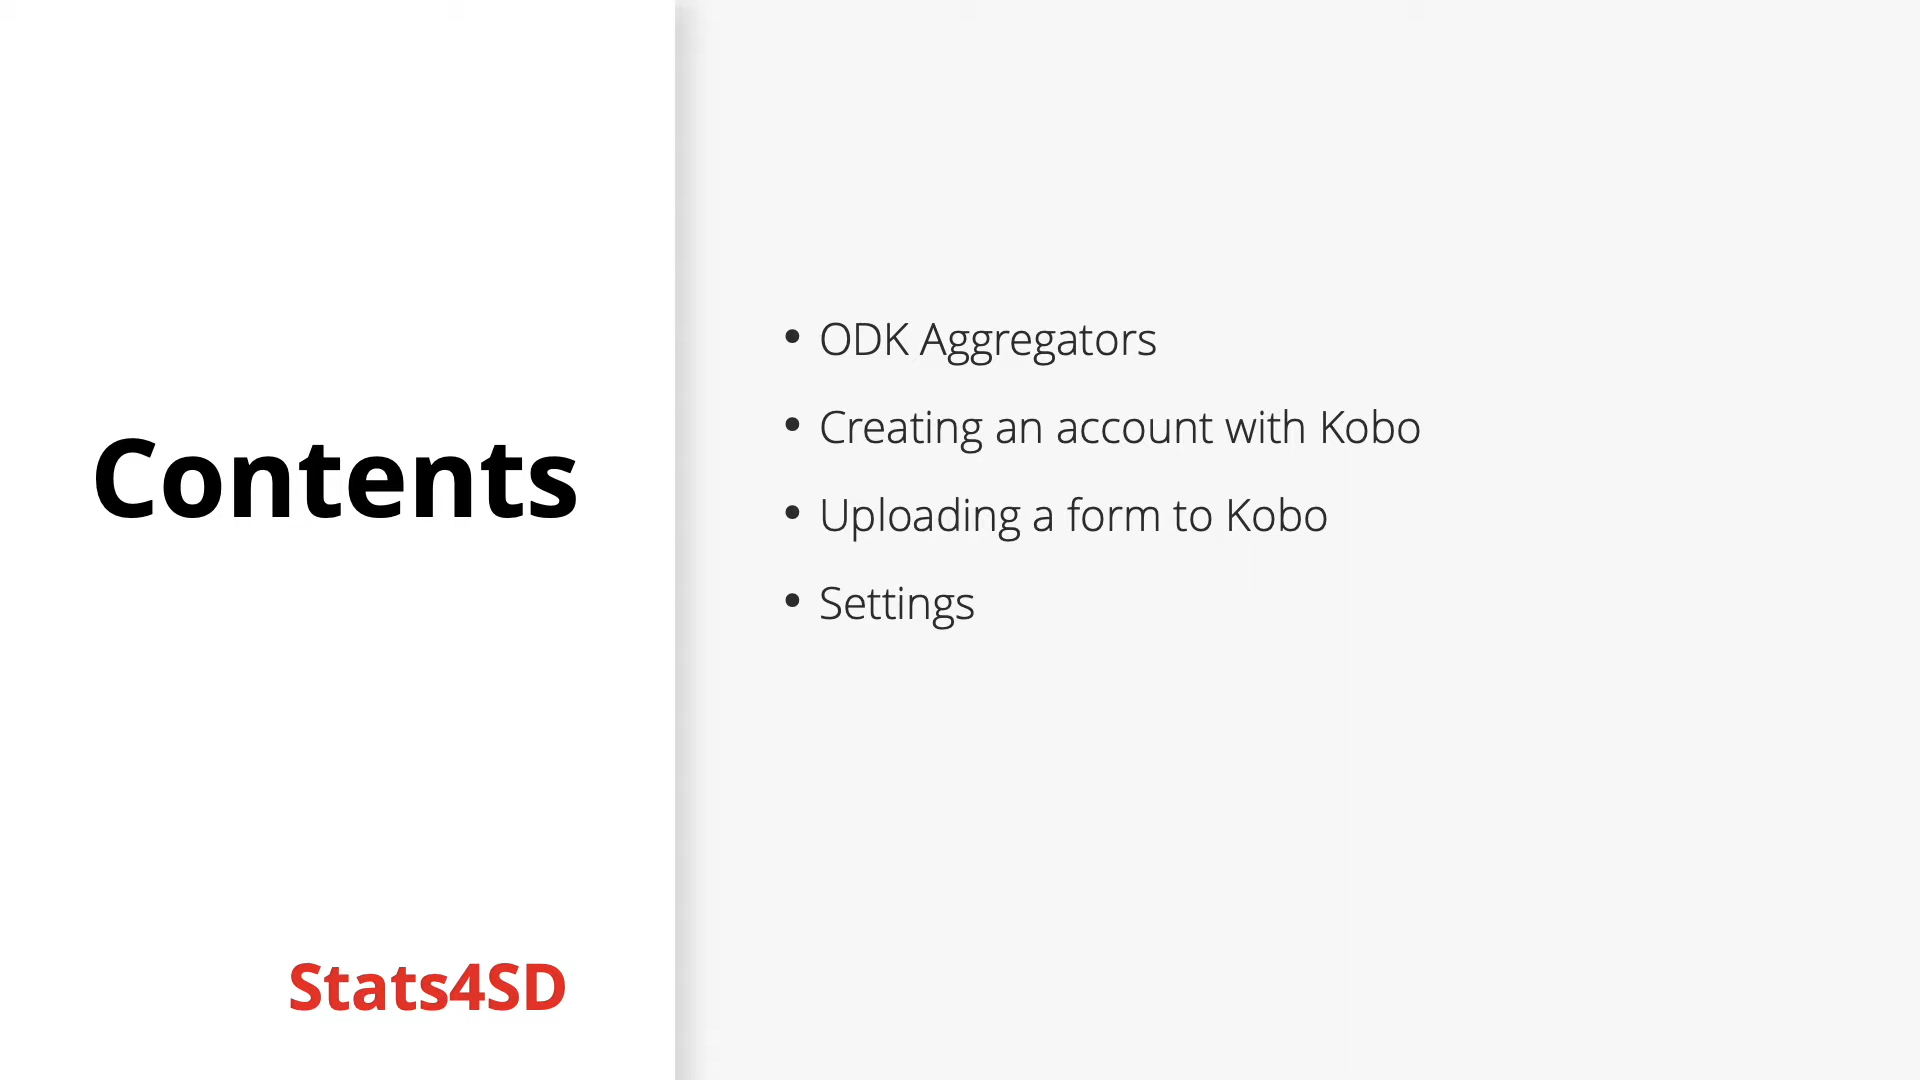 Contents
• ODK Aggregators
• Creating an account with Kobo
• Uploading a form to Kobo
• Settings
Stats4SD